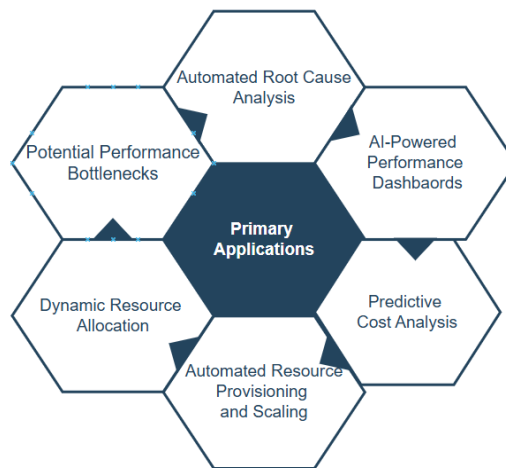 Automated Root Cause
Analysis
AI-Powered
Performance
Dashbaords
Potential Performance
Bottlenecks
Primary
Applications
Predictive
Cost Analysis
Dynamic Resource
Allocation
Automated Resource
Provisioning
and Scaling